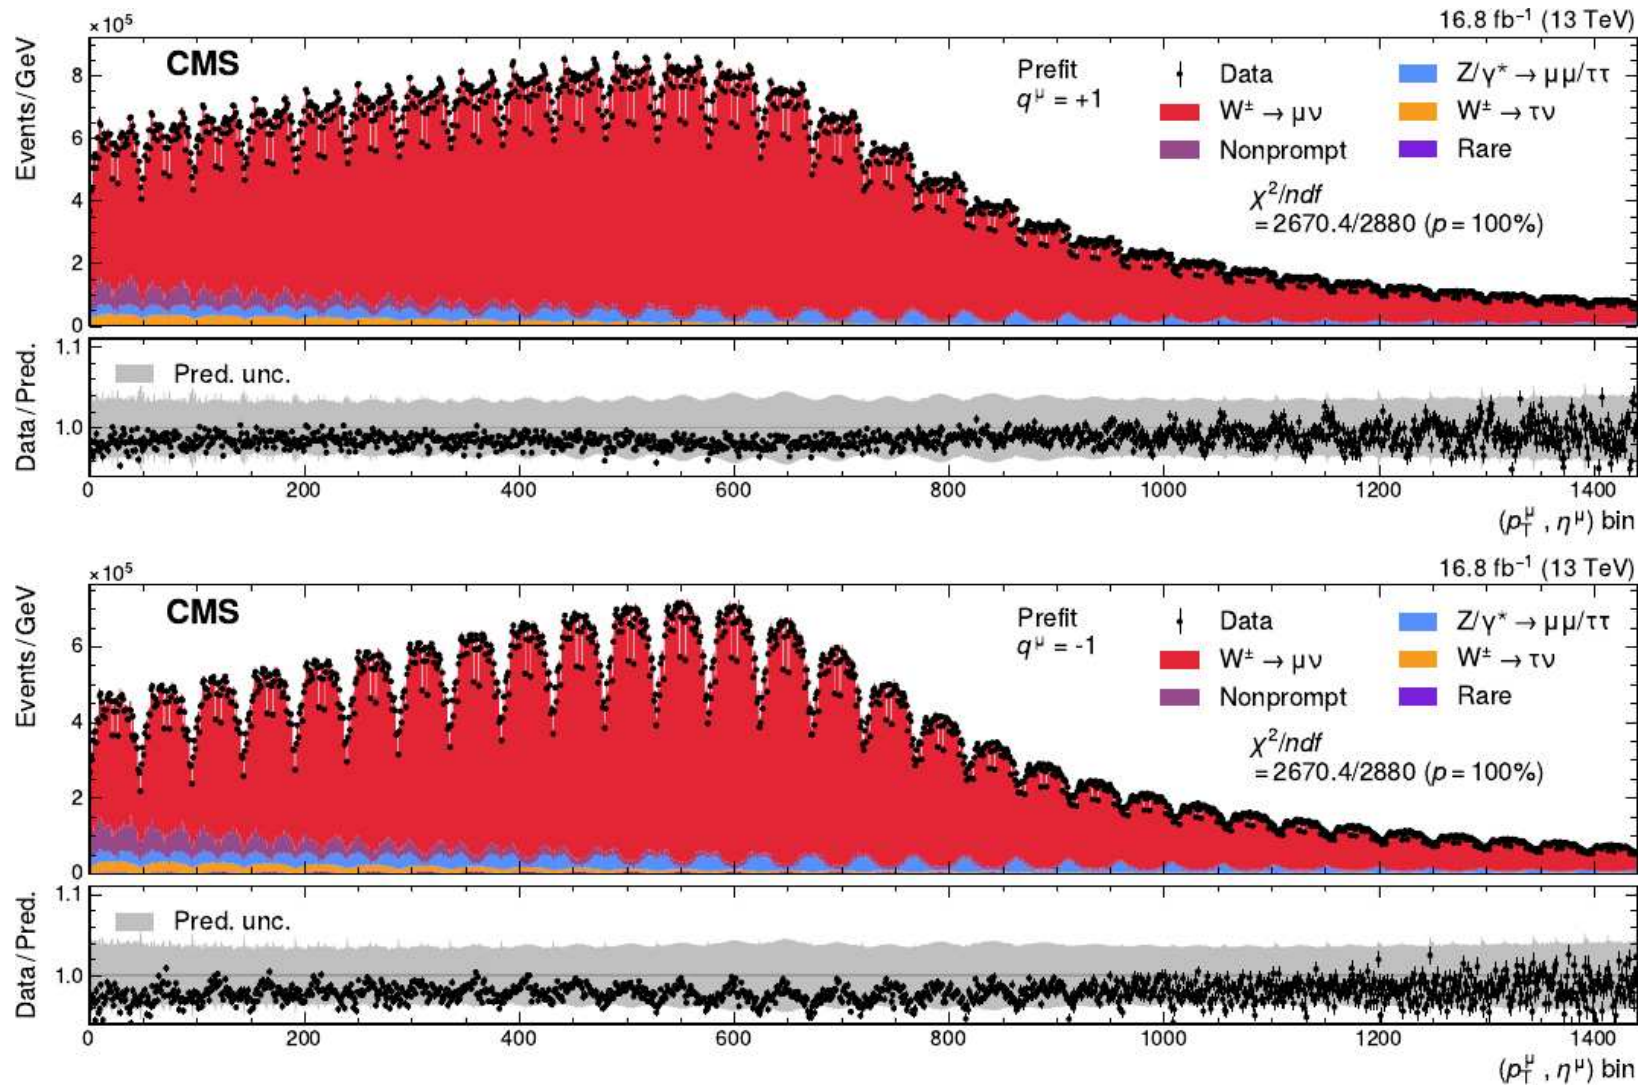 ×10⁵
16.8 fb⁻¹ (13 TeV)
Events / GeV
8
6
4
2
0
CMS
Prefit
q^μ = +1
Data
Z/γ* → μμ/ττ
W± → μν
W± → τν
Nonprompt
Rare
χ²/ndf
= 2670.4/2880 (p = 100%)
Data / Pred.
1.1
1.0
Pred. unc.
0 200 400 600 800 1000 1200 1400
(p_T^μ , η^μ) bin
×10⁵
16.8 fb⁻¹ (13 TeV)
Events / GeV
6
4
2
0
CMS
Prefit
q^μ = -1
Data
Z/γ* → μμ/ττ
W± → μν
W± → τν
Nonprompt
Rare
χ²/ndf
= 2670.4/2880 (p = 100%)
Data / Pred.
1.1
1.0
Pred. unc.
0 200 400 600 800 1000 1200 1400
(p_T^μ , η^μ) bin